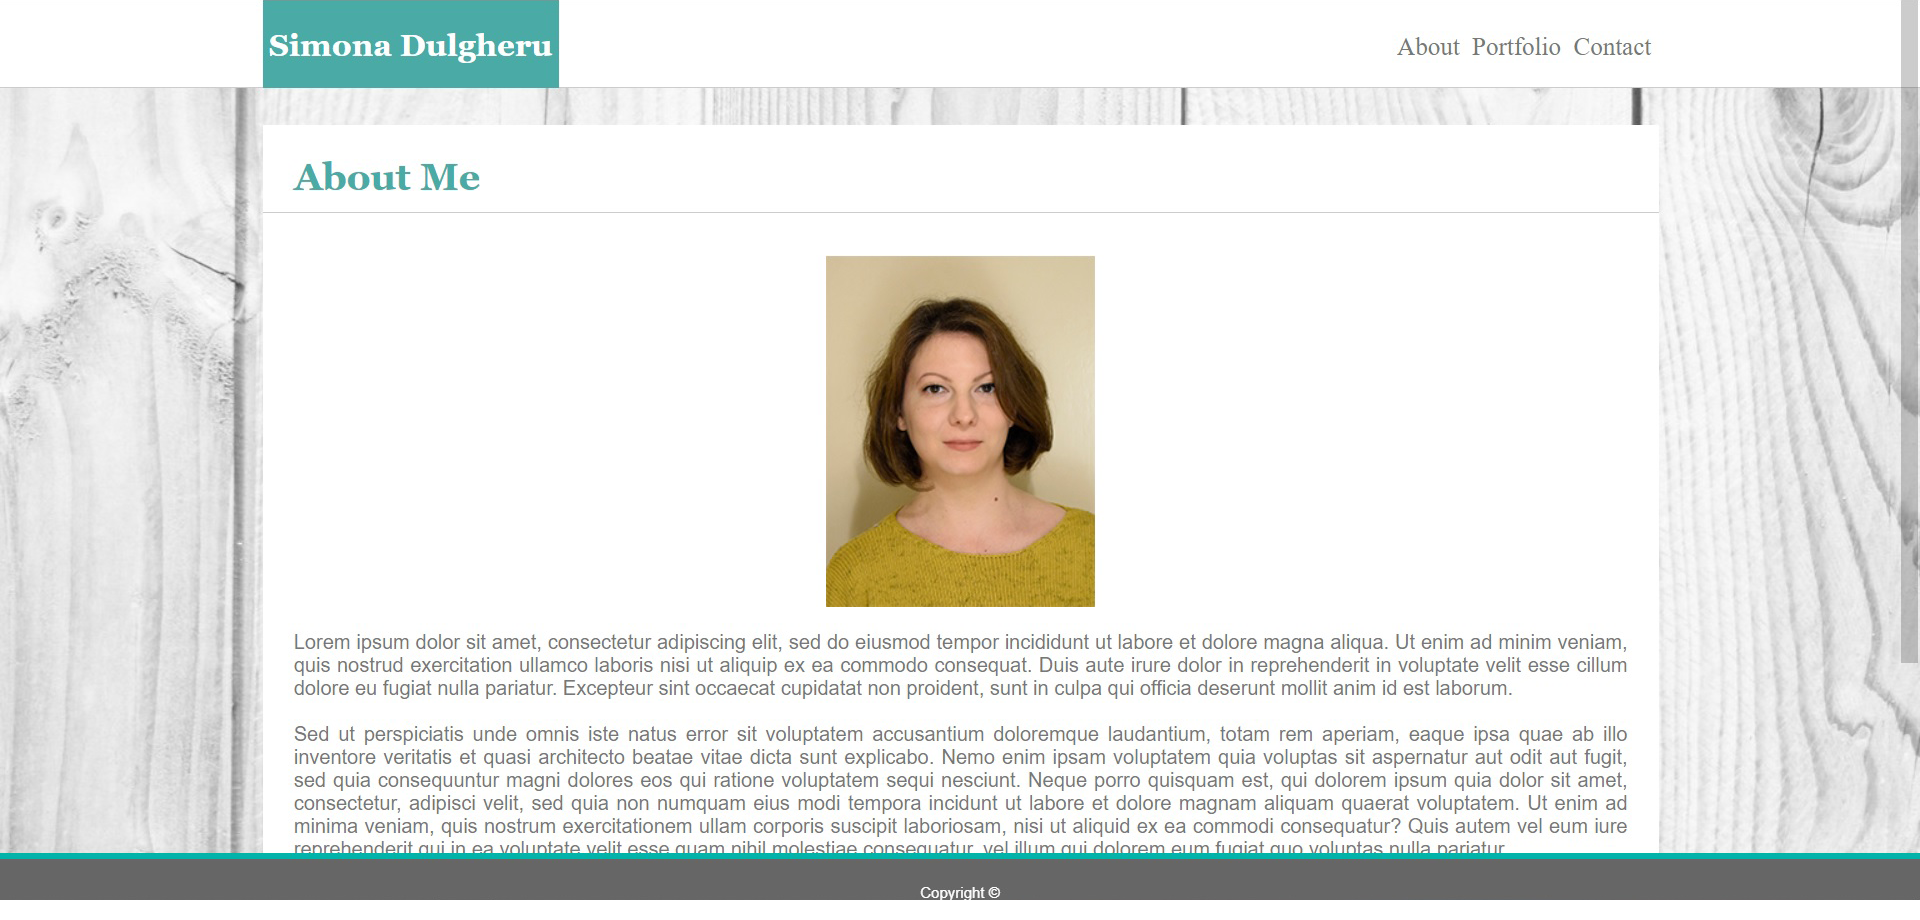 Simona Dulgheru
About Portfolio Contact
About Me
Lorem ipsum dolor sit amet, consectetur adipiscing elit, sed do eiusmod tempor incididunt ut labore et dolore magna aliqua. Ut enim ad minim veniam,
quis nostrud exercitation ullamco laboris nisi ut aliquip ex ea commodo consequat. Duis aute irure dolor in reprehenderit in voluptate velit esse cillum
dolore eu fugiat nulla pariatur. Excepteur sint occaecat cupidatat non proident, sunt in culpa qui officia deserunt mollit anim id est laborum.
Sed ut perspiciatis unde omnis iste natus error sit voluptatem accusantium doloremque laudantium, totam rem aperiam, eaque ipsa quae ab illo
inventore veritatis et quasi architecto beatae vitae dicta sunt explicabo. Nemo enim ipsam voluptatem quia voluptas sit aspernatur aut odit aut fugit,
sed quia consequuntur magni dolores eos qui ratione voluptatem sequi nesciunt. Neque porro quisquam est, qui dolorem ipsum quia dolor sit amet,
consectetur, adipisci velit, sed quia non numquam eius modi tempora incidunt ut labore et dolore magnam aliquam quaerat voluptatem. Ut enim ad
minima veniam, quis nostrum exercitationem ullam corporis suscipit laboriosam, nisi ut aliquid ex ea commodi consequatur? Quis autem vel eum iure
reprehenderit qui in ea voluptate velit esse quam nihil molestiae consequatur, vel illum qui dolorem eum fugiat quo voluptas nulla pariatur
Copyright ©